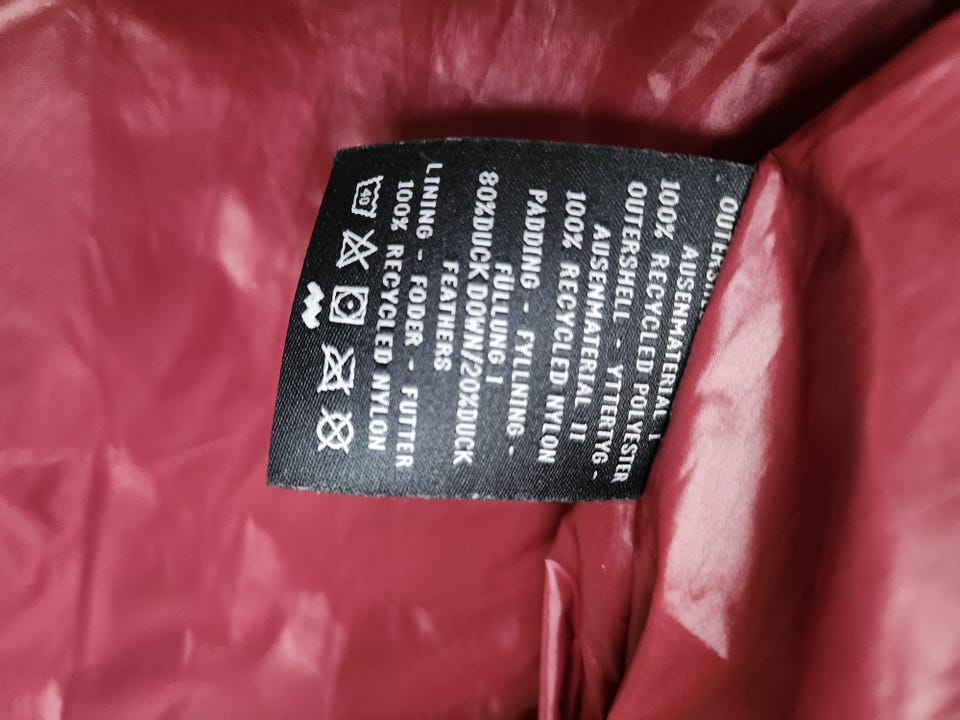 AUSENMATERIAL I
100% RECYCLED POLYESTER
OUTERSHELL - YTTERTYG -
AUSENMATERIAL II
100% RECYCLED NYLON
PADDING - FYLLNING -
FÜLLUNG I
80%DUCK DOWN/20%DUCK
FEATHERS
LINING - FODER - FUTTER
100% RECYCLED NYLON
40